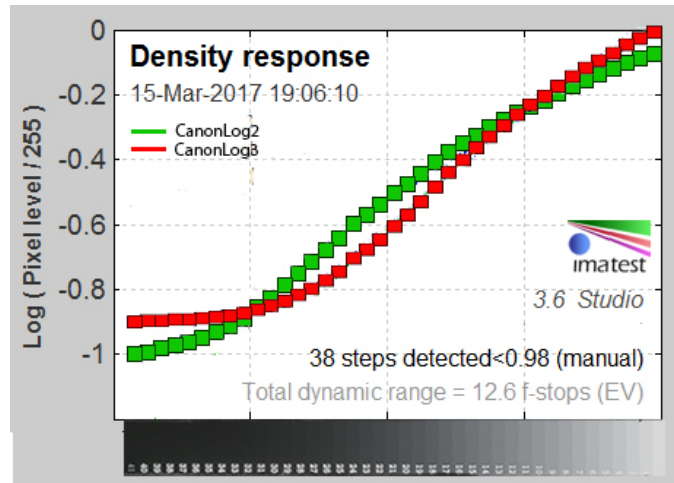 Density response
15-Mar-2017 19:06:10
CanonLog2
CanonLog3
0
-0.2
-0.4
-0.6
-0.8
-1
Log ( Pixel level / 255 )
imatest
3.6 Studio
38 steps detected<0.98 (manual)
Total dynamic range = 12.6 f-stops (EV)